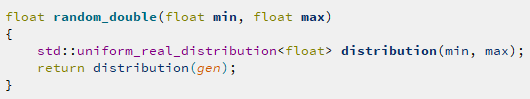 float random_double(float min, float max)
{
    std::uniform_real_distribution<float> distribution(min, max);
    return distribution(gen);
}